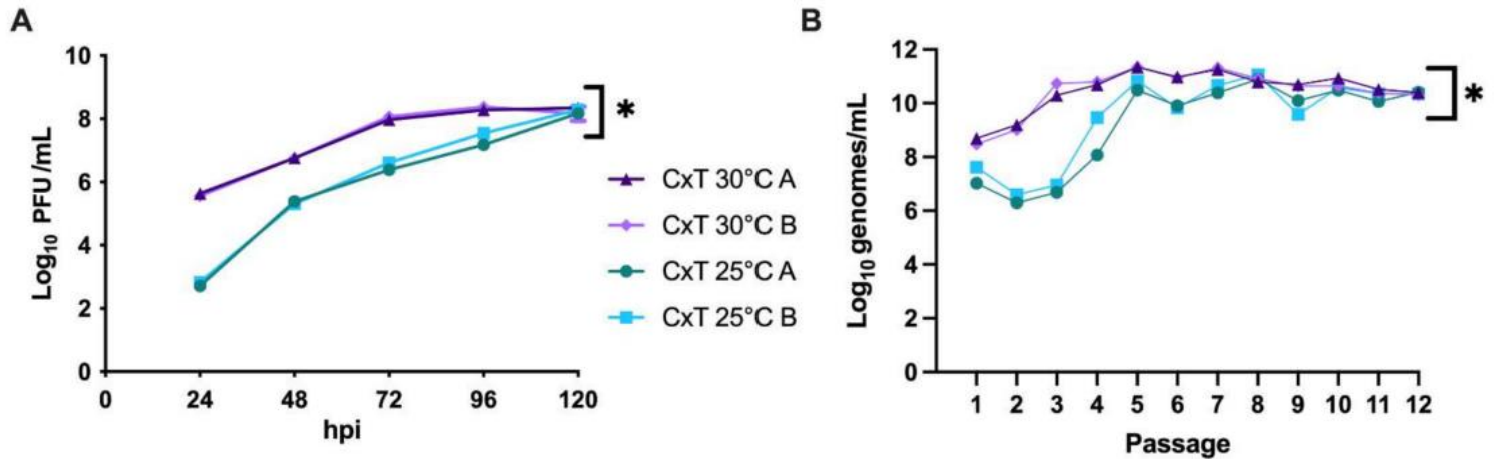 A
Log10 PFU/mL
10
8
6
4
2
0
0 24 48 72 96 120
hpi
*
CxT 30°C A
CxT 30°C B
CxT 25°C A
CxT 25°C B
B
Log10 genomes/mL
12
10
8
6
4
2
0
1 2 3 4 5 6 7 8 9 10 11 12
Passage
*